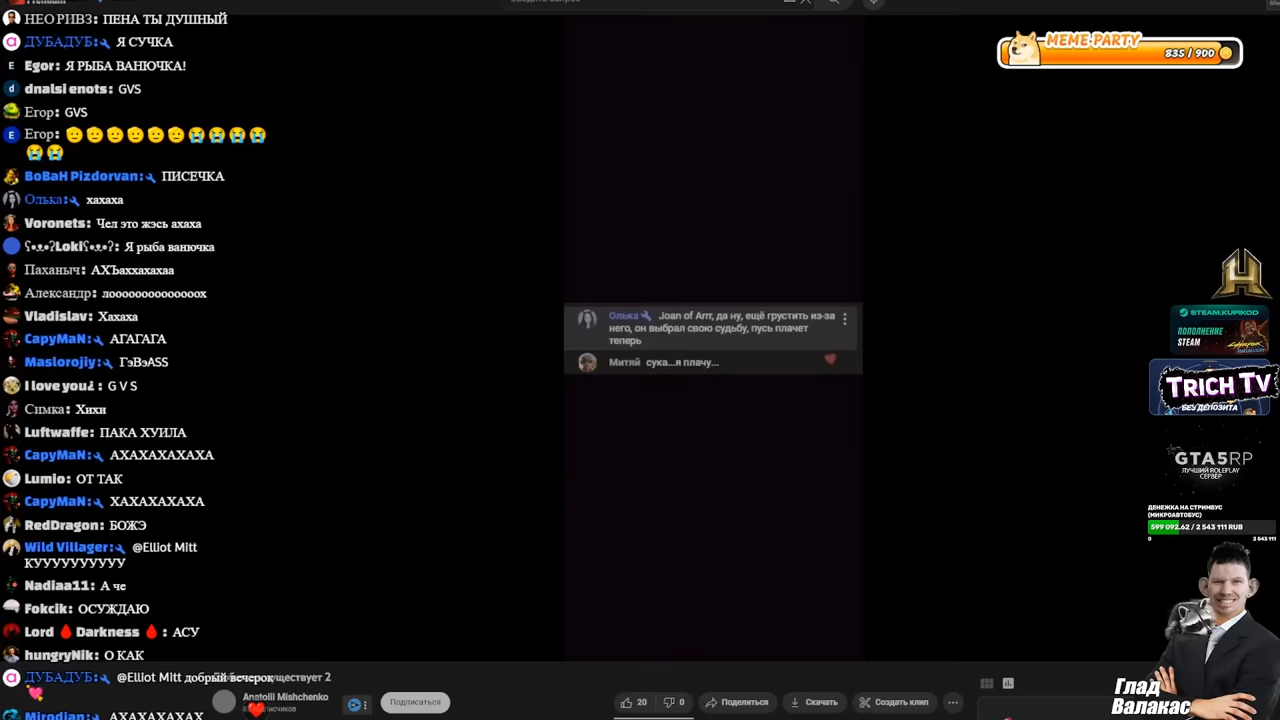 НЕО РИВЗ: ПЕНА ТЫ ДУШНЫЙ
ДУБАДУБ: Я СУЧКА
Egor: Я РЫБА ВАНЮЧКА!
dnalsi enots: GVS
Егор: GVS
Егор: 🫡🫡🫡🫡🫡🫡😭😭😭😭
😭😭
BoBaH Pizdorvan: ПИСЕЧКА
Олька: хахаха
Voronets: Чел это жэсь ахаха
ʕ•ᴥ•ʔLokiʕ•ᴥ•ʔ: Я рыба ванючка
Паханыч: АХЪаххахахаа
Александр: лоооооооооооооох
Vladislav: Хахаха
CapyMaN: АГАГАГА
Maslorojiy: ГэВэASS
I love you¿: G V S
Симка: Хихи
Luftwaffe: ПАКА ХУИЛА
CapyMaN: АХАХАХАХАХА
Lumio: ОТ ТАК
CapyMaN: ХАХАХАХАХА
RedDragon: БОЖЭ
Wild Villager: @Elliot Mitt
КУУУУУУУУУУ
Nadiaa11: А че
Fokcik: ОСУЖДАЮ
Lord 🩸 Darkness 🩸: АСУ
hungryNik: О КАК
ДУБАДУБ: @Elliot Mitt добрый вечерок
💘
Mirodian: АХАХАХАХАХ
Олька Joan of Arrr, да ну, ещё грустить из-за
него, он выбрал свою судьбу, пусь плачет
теперь
Митяй сука...я плачу...
существует 2
Anatolii Mishchenko
Подписаться
20
0
Поделиться
Скачать
Создать клип
MEME PARTY
835 / 900
STEAM.KUPIKOD
ПОПОЛНЕНИЕ
STEAM
TRICH TV
БЕЗ ДЕПОЗИТА
GTA5RP
ЛУЧШИЙ ROLEPLAY
СЕРВЕР
ДЕНЕЖКА НА СТРИМБУС
(МИКРОАВТОБУС)
599 092.62 / 2 543 111 RUB
0
2 543 111
Глад
Валакас